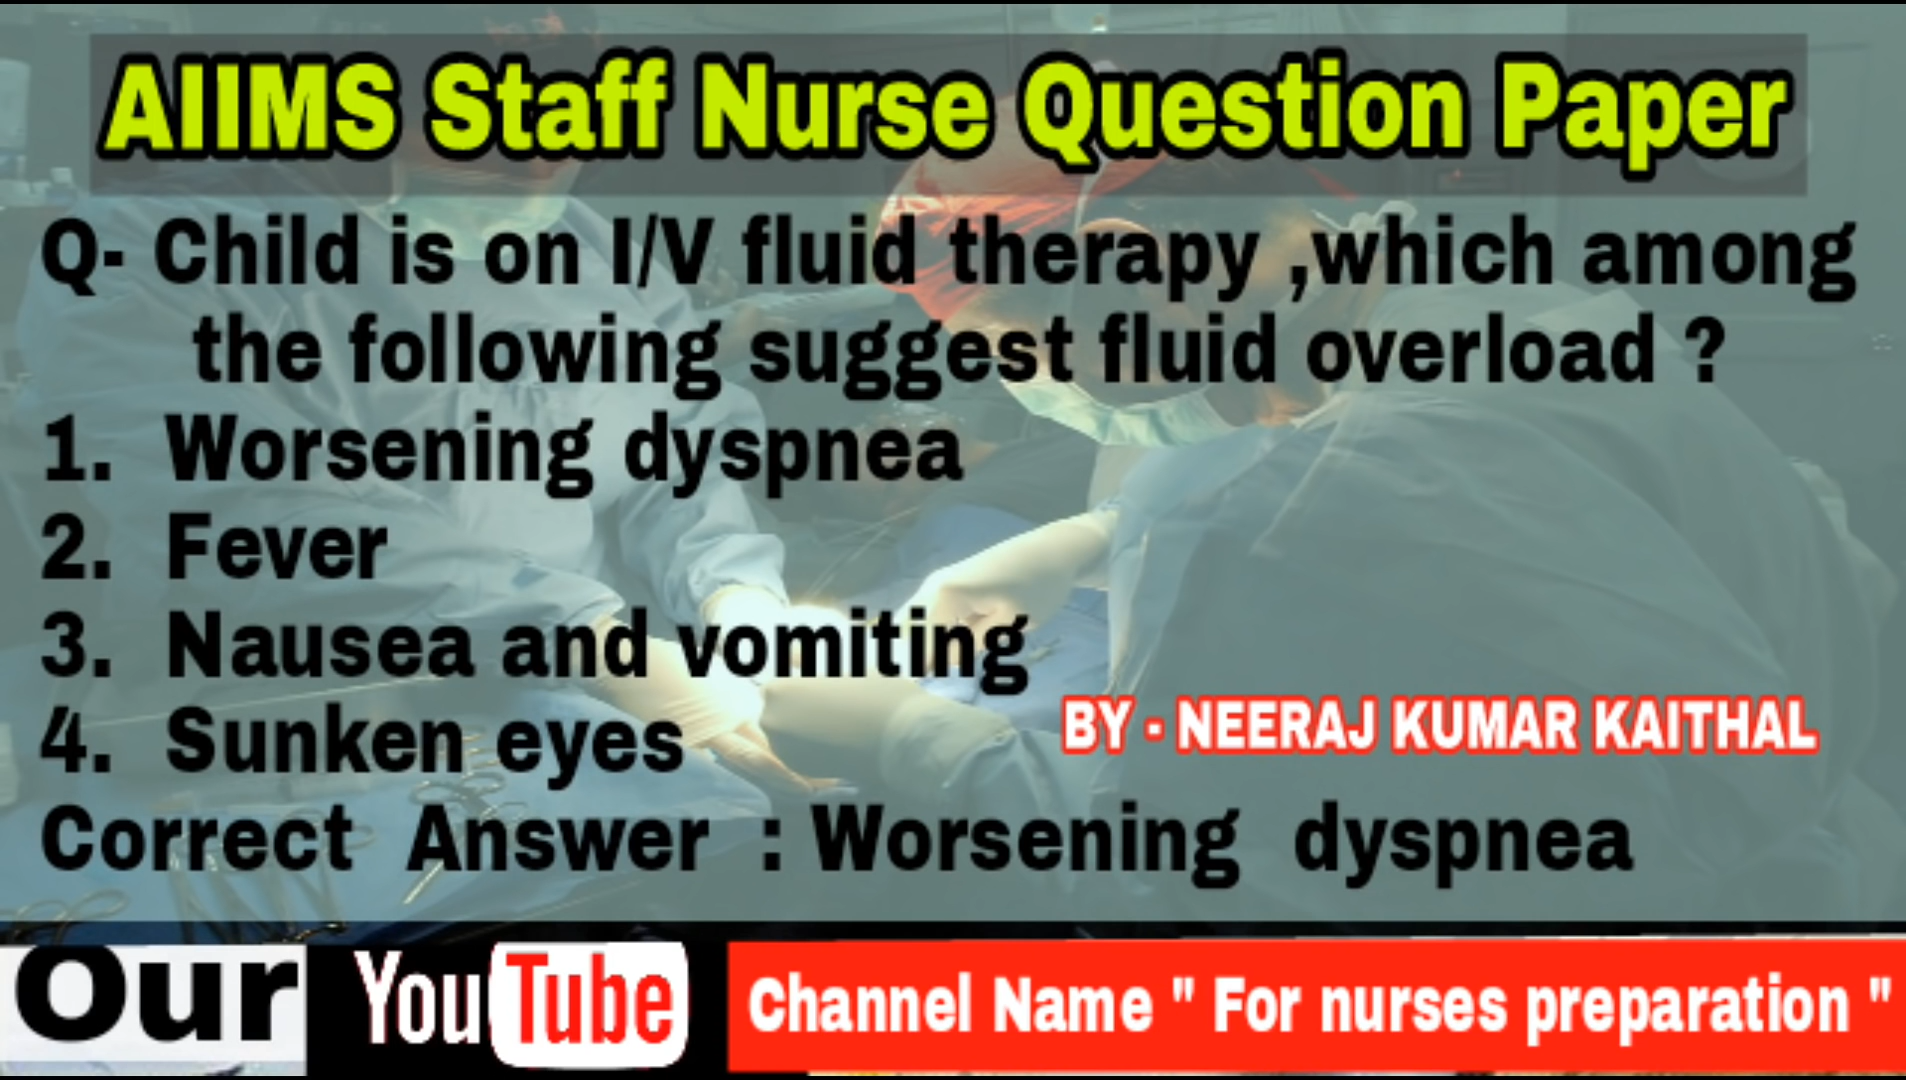 AIIMS Staff Nurse Question Paper
Q- Child is on I/V fluid therapy ,which among
the following suggest fluid overload ?
1. Worsening dyspnea
2. Fever
3. Nausea and vomiting
4. Sunken eyes
BY - NEERAJ KUMAR KAITHAL
Correct Answer : Worsening dyspnea
Our YouTube Channel Name " For nurses preparation "